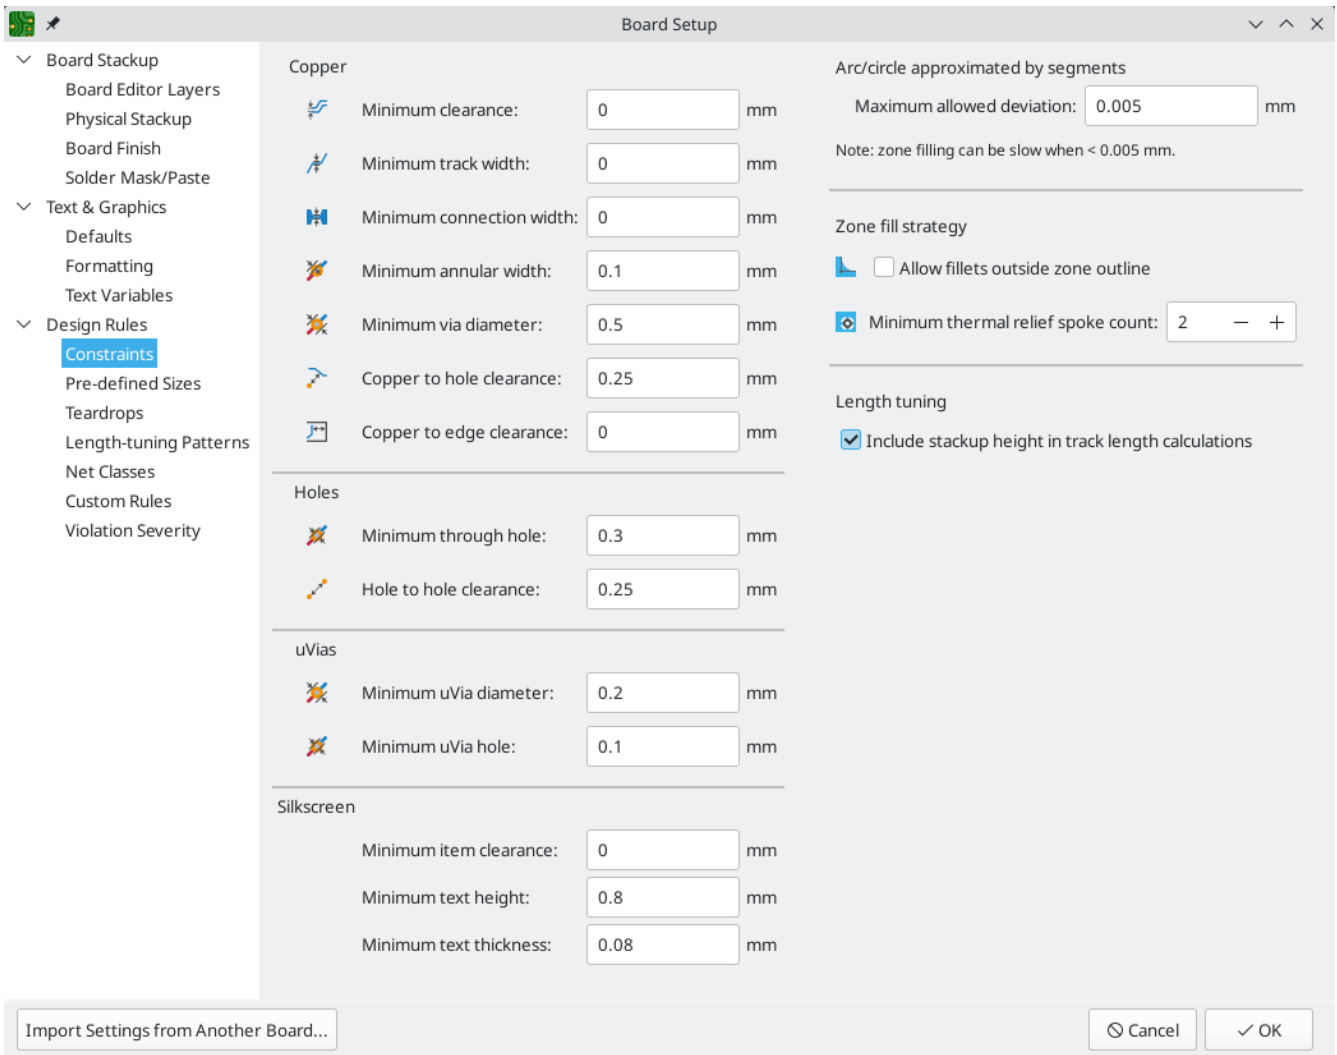 Board Setup
Board Stackup
Board Editor Layers
Physical Stackup
Board Finish
Solder Mask/Paste
Text & Graphics
Defaults
Formatting
Text Variables
Design Rules
Constraints
Pre-defined Sizes
Teardrops
Length-tuning Patterns
Net Classes
Custom Rules
Violation Severity
Copper
Minimum clearance: 0 mm
Minimum track width: 0 mm
Minimum connection width: 0 mm
Minimum annular width: 0.1 mm
Minimum via diameter: 0.5 mm
Copper to hole clearance: 0.25 mm
Copper to edge clearance: 0 mm
Holes
Minimum through hole: 0.3 mm
Hole to hole clearance: 0.25 mm
uVias
Minimum uVia diameter: 0.2 mm
Minimum uVia hole: 0.1 mm
Silkscreen
Minimum item clearance: 0 mm
Minimum text height: 0.8 mm
Minimum text thickness: 0.08 mm
Arc/circle approximated by segments
Maximum allowed deviation: 0.005 mm
Note: zone filling can be slow when < 0.005 mm.
Zone fill strategy
Allow fillets outside zone outline
Minimum thermal relief spoke count: 2 − +
Length tuning
Include stackup height in track length calculations
Import Settings from Another Board...
Cancel
OK